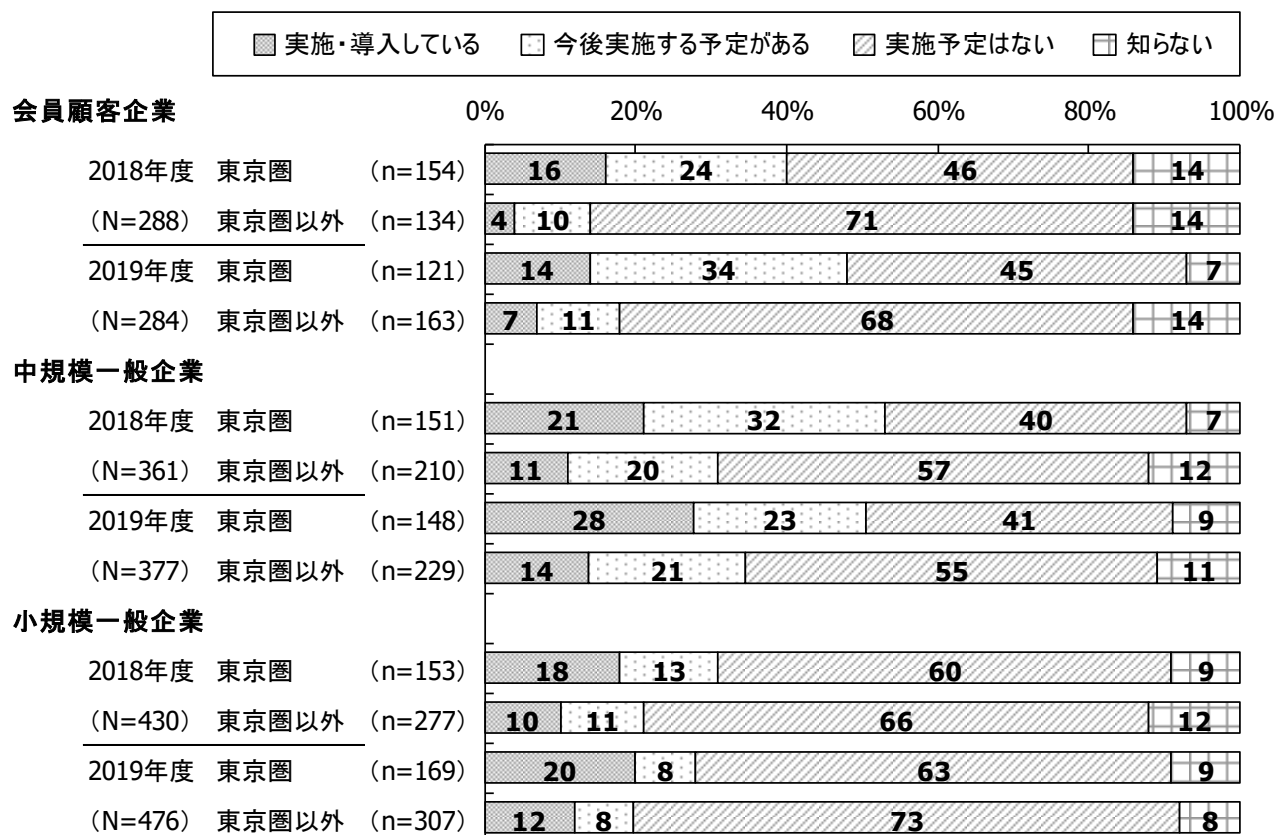 実施・導入している 今後実施する予定がある 実施予定はない 知らない
会員顧客企業 0% 20% 40% 60% 80% 100%
2018年度 東京圏 (n=154) 16 24 46 14
(N=288) 東京圏以外 (n=134) 4 10 71 14
2019年度 東京圏 (n=121) 14 34 45 7
(N=284) 東京圏以外 (n=163) 7 11 68 14
中規模一般企業
2018年度 東京圏 (n=151) 21 32 40 7
(N=361) 東京圏以外 (n=210) 11 20 57 12
2019年度 東京圏 (n=148) 28 23 41 9
(N=377) 東京圏以外 (n=229) 14 21 55 11
小規模一般企業
2018年度 東京圏 (n=153) 18 13 60 9
(N=430) 東京圏以外 (n=277) 10 11 66 12
2019年度 東京圏 (n=169) 20 8 63 9
(N=476) 東京圏以外 (n=307) 12 8 73 8